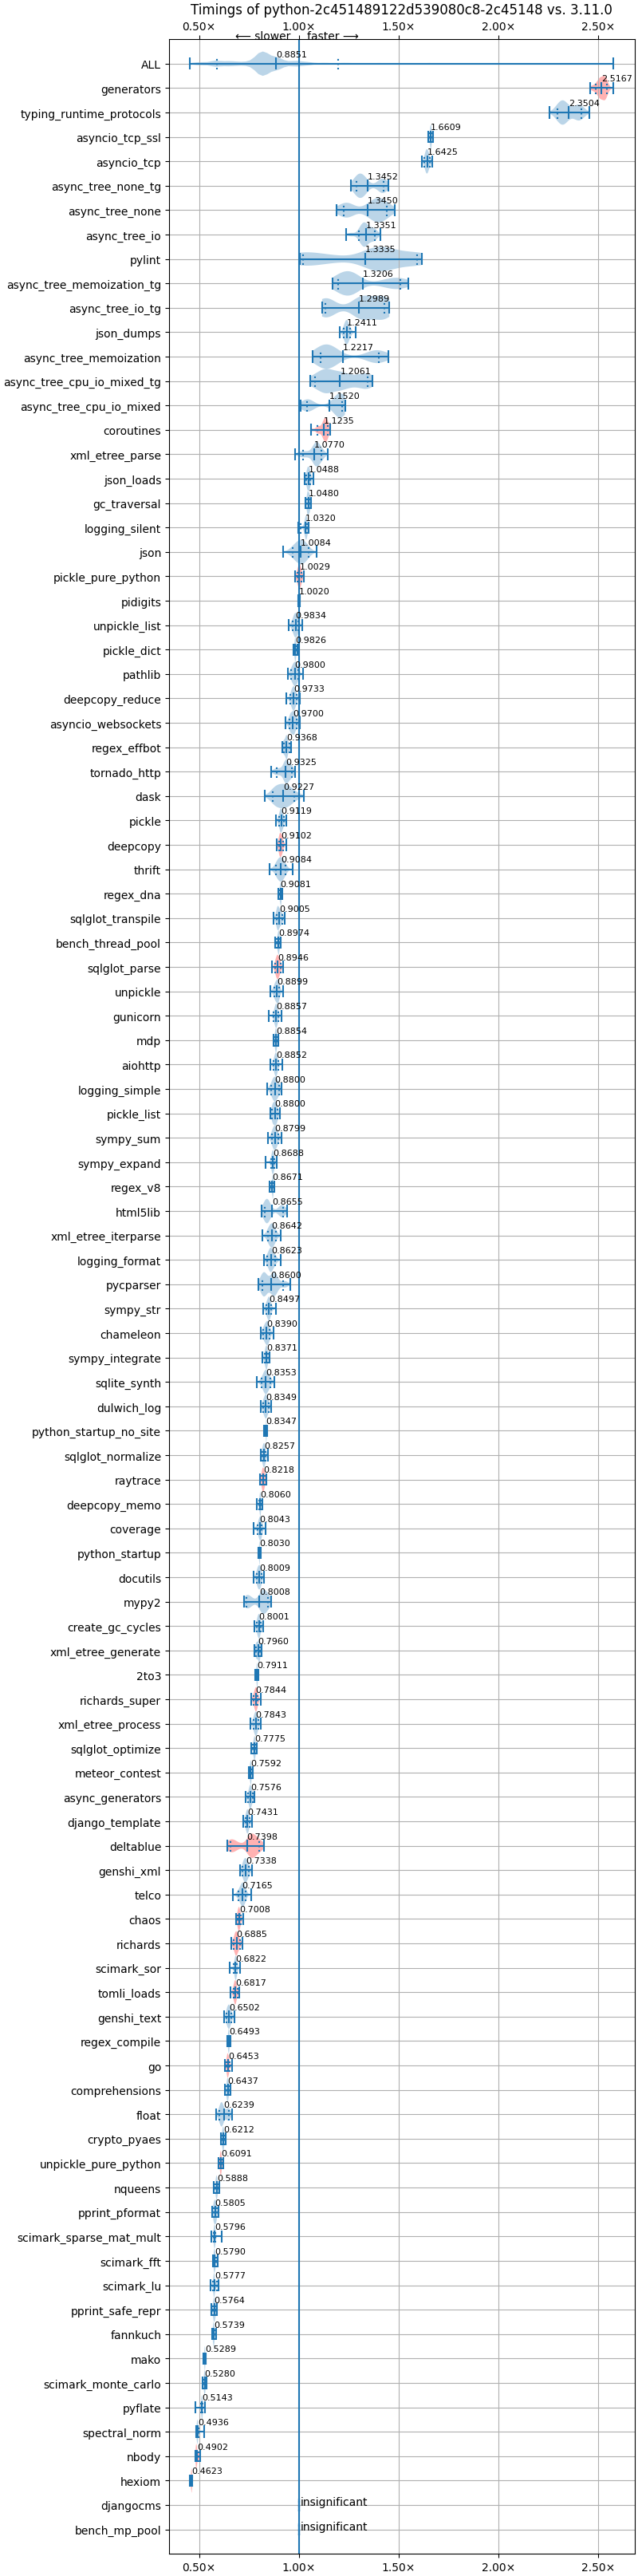 Timings of python-2c451489122d539080c8-2c45148 vs. 3.11.0
0.50× 1.00× 1.50× 2.00× 2.50×
← slower faster →
ALL 0.8851
generators 2.5167
typing_runtime_protocols 2.3504
asyncio_tcp_ssl 1.6609
asyncio_tcp 1.6425
async_tree_none_tg 1.3452
async_tree_none 1.3450
async_tree_io 1.3351
pylint 1.3335
async_tree_memoization_tg 1.3206
async_tree_io_tg 1.2989
json_dumps 1.2411
async_tree_memoization 1.2217
async_tree_cpu_io_mixed_tg 1.2061
async_tree_cpu_io_mixed 1.1520
coroutines 1.1235
xml_etree_parse 1.0770
json_loads 1.0488
gc_traversal 1.0480
logging_silent 1.0320
json 1.0084
pickle_pure_python 1.0029
pidigits 1.0020
unpickle_list 0.9834
pickle_dict 0.9826
pathlib 0.9800
deepcopy_reduce 0.9733
asyncio_websockets 0.9700
regex_effbot 0.9368
tornado_http 0.9325
dask 0.9227
pickle 0.9119
deepcopy 0.9102
thrift 0.9084
regex_dna 0.9081
sqlglot_transpile 0.9005
bench_thread_pool 0.8974
sqlglot_parse 0.8946
unpickle 0.8899
gunicorn 0.8857
mdp 0.8854
aiohttp 0.8852
logging_simple 0.8800
pickle_list 0.8800
sympy_sum 0.8799
sympy_expand 0.8688
regex_v8 0.8671
html5lib 0.8655
xml_etree_iterparse 0.8642
logging_format 0.8623
pycparser 0.8600
sympy_str 0.8497
chameleon 0.8390
sympy_integrate 0.8371
sqlite_synth 0.8353
dulwich_log 0.8349
python_startup_no_site 0.8347
sqlglot_normalize 0.8257
raytrace 0.8218
deepcopy_memo 0.8060
coverage 0.8043
python_startup 0.8030
docutils 0.8009
mypy2 0.8008
create_gc_cycles 0.8001
xml_etree_generate 0.7960
2to3 0.7911
richards_super 0.7844
xml_etree_process 0.7843
sqlglot_optimize 0.7775
meteor_contest 0.7592
async_generators 0.7576
django_template 0.7431
deltablue 0.7398
genshi_xml 0.7338
telco 0.7165
chaos 0.7008
richards 0.6885
scimark_sor 0.6822
tomli_loads 0.6817
genshi_text 0.6502
regex_compile 0.6493
go 0.6453
comprehensions 0.6437
float 0.6239
crypto_pyaes 0.6212
unpickle_pure_python 0.6091
nqueens 0.5888
pprint_pformat 0.5805
scimark_sparse_mat_mult 0.5796
scimark_fft 0.5790
scimark_lu 0.5777
pprint_safe_repr 0.5764
fannkuch 0.5739
mako 0.5289
scimark_monte_carlo 0.5280
pyflate 0.5143
spectral_norm 0.4936
nbody 0.4902
hexiom 0.4623
djangocms insignificant
bench_mp_pool insignificant
0.50× 1.00× 1.50× 2.00× 2.50×